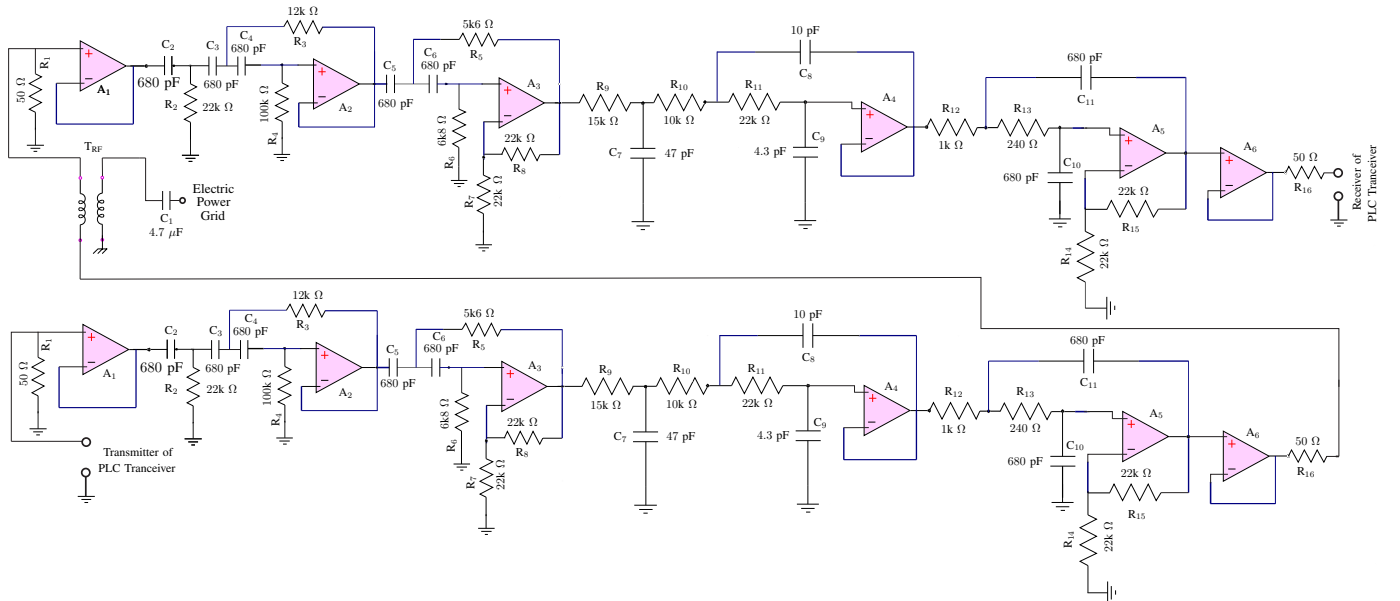 12k Ω
R₃
C₄
680 pF
C₂
C₃
680 pF
680 pF
R₁
50 Ω
A₁
R₂
22k Ω
100k Ω
R₄
A₂
C₅
680 pF
5k6 Ω
R₅
C₆
680 pF
A₃
6k8 Ω
R₆
22k Ω
R₈
R₇
22k Ω
R₉
15k Ω
R₁₀
10k Ω
C₇
47 pF
10 pF
C₈
R₁₁
22k Ω
4.3 pF
C₉
A₄
R₁₂
1k Ω
680 pF
C₁₁
R₁₃
240 Ω
C₁₀
680 pF
A₅
22k Ω
R₁₅
R₁₄
22k Ω
A₆
50 Ω
R₁₆
Receiver of
PLC Tranceiver
T_RF
C₁
4.7 μF
Electric
Power
Grid
12k Ω
R₃
C₄
680 pF
C₂
C₃
680 pF
680 pF
R₁
50 Ω
A₁
R₂
22k Ω
100k Ω
R₄
A₂
C₅
680 pF
5k6 Ω
R₅
C₆
680 pF
A₃
6k8 Ω
R₆
22k Ω
R₈
R₇
22k Ω
R₉
15k Ω
R₁₀
10k Ω
C₇
47 pF
10 pF
C₈
R₁₁
22k Ω
4.3 pF
C₉
A₄
R₁₂
1k Ω
680 pF
C₁₁
R₁₃
240 Ω
C₁₀
680 pF
A₅
22k Ω
R₁₅
R₁₄
22k Ω
A₆
50 Ω
R₁₆
Transmitter of
PLC Tranceiver